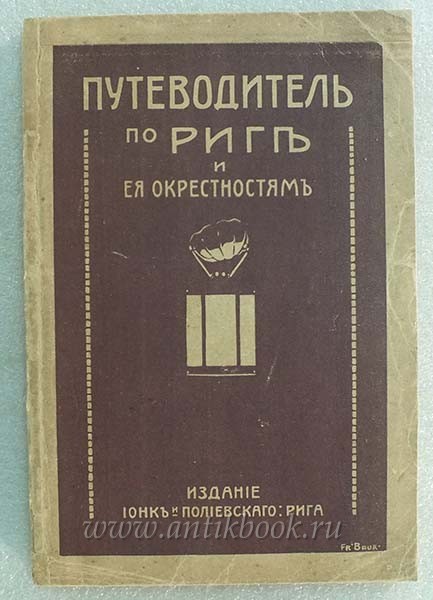 ПУТЕВОДИТЕЛЬ
ПО РИГѢ
И
ЕЯ ОКРЕСТНОСТЯМЪ
ИЗДАНІЕ
ІОНКЪ И ПОЛІЕВСКАГО: РИГА
www.antikbook.ru